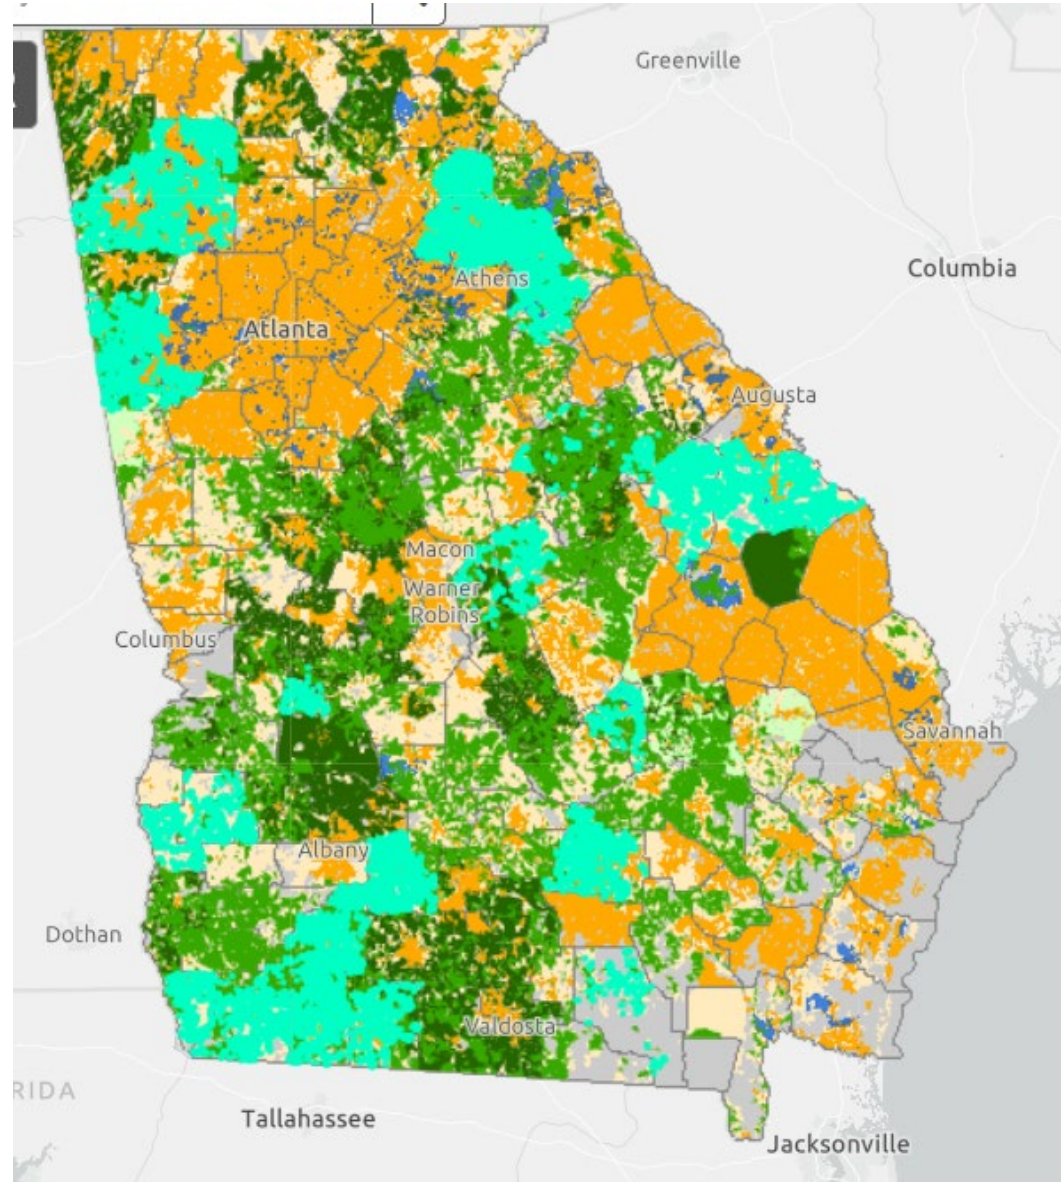 Greenville
Columbia
Athens
Atlanta
Augusta
Macon
Warner
Robins
Columbus
Savannah
Albany
Dothan
Valdosta
RIDA
Tallahassee
Jacksonville